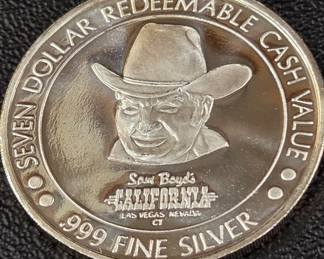 SEVEN DOLLAR REDEEMABLE CASH VALUE
Sam Boyd's
CALIFORNIA
LAS VEGAS NEVADA
CT
.999 FINE SILVER